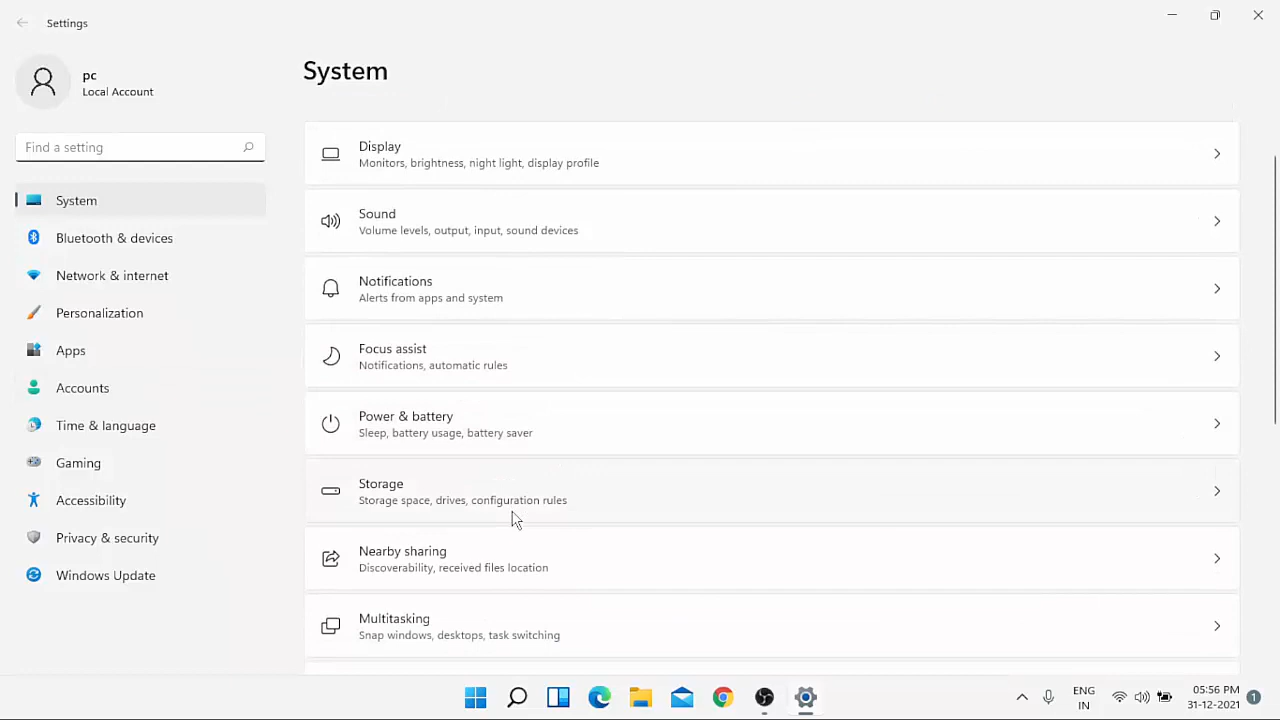 Settings
pc
Local Account
Find a setting
System
Bluetooth & devices
Network & internet
Personalization
Apps
Accounts
Time & language
Gaming
Accessibility
Privacy & security
Windows Update
System
Display
Monitors, brightness, night light, display profile
Sound
Volume levels, output, input, sound devices
Notifications
Alerts from apps and system
Focus assist
Notifications, automatic rules
Power & battery
Sleep, battery usage, battery saver
Storage
Storage space, drives, configuration rules
Nearby sharing
Discoverability, received files location
Multitasking
Snap windows, desktops, task switching
ENG
IN
05:56 PM
31-12-2021
1